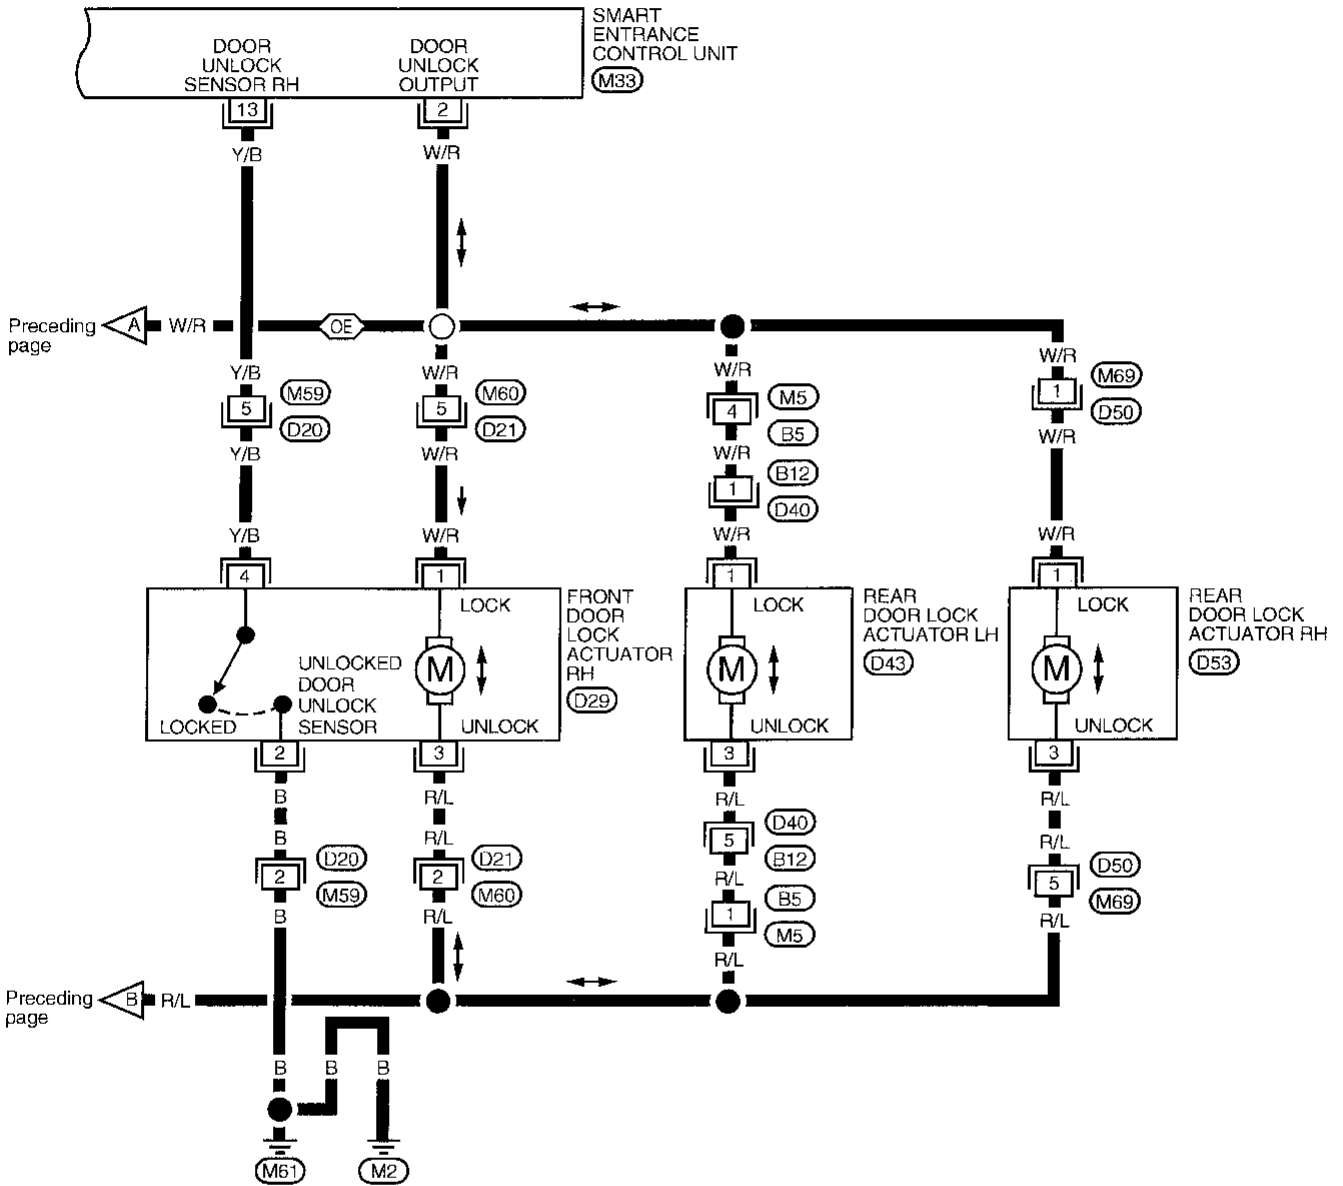 SMART
ENTRANCE
CONTROL UNIT
M33
DOOR
UNLOCK
SENSOR RH
DOOR
UNLOCK
OUTPUT
13
2
Y/B
W/R
Preceding
page
A
W/R
OE
Y/B
W/R
W/R
W/R
5
M59
D20
5
M60
D21
4
M5
B5
1
M69
D50
Y/B
W/R
W/R
W/R
1
B12
D40
Y/B
W/R
W/R
W/R
4
1
1
1
LOCK
UNLOCKED
DOOR
UNLOCK
SENSOR
LOCKED
M
UNLOCK
FRONT
DOOR
LOCK
ACTUATOR
RH
D29
LOCK
M
UNLOCK
REAR
DOOR LOCK
ACTUATOR LH
D43
LOCK
M
UNLOCK
REAR
DOOR LOCK
ACTUATOR RH
D53
2
3
3
3
B
R/L
R/L
R/L
B
R/L
R/L
2
D20
M59
2
D21
M60
5
D40
B12
5
D50
M69
B
R/L
R/L
R/L
1
B5
M5
R/L
Preceding
page
B
R/L
B
B
B
M61
M2